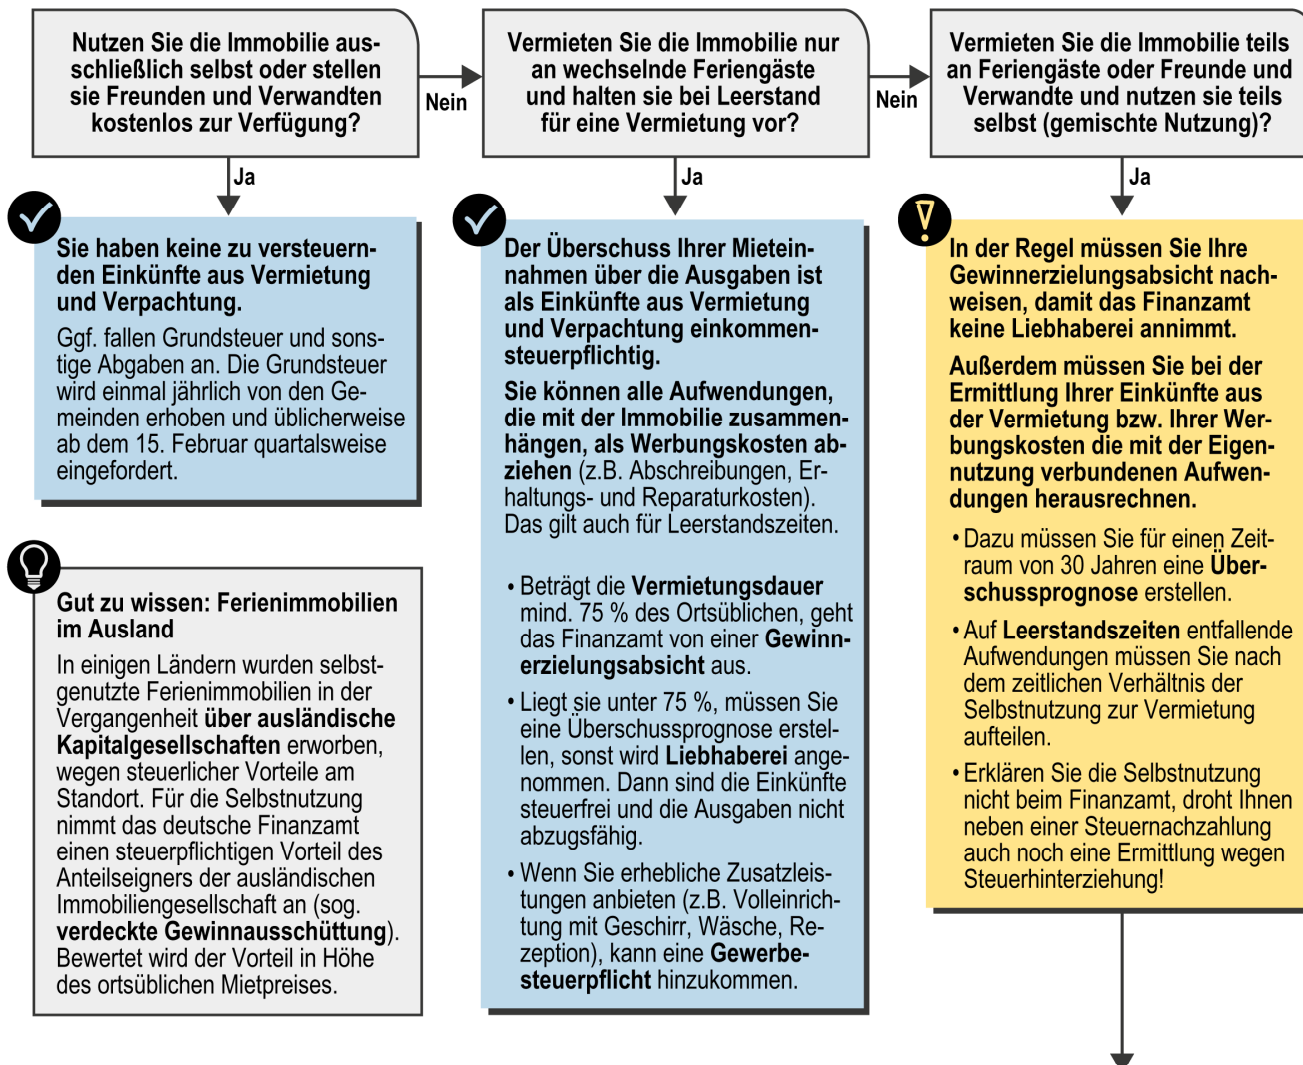 Nutzen Sie die Immobilie aus-
schließlich selbst oder stellen
sie Freunden und Verwandten
kostenlos zur Verfügung?
Nein
Vermieten Sie die Immobilie nur
an wechselnde Feriengäste
und halten sie bei Leerstand
für eine Vermietung vor?
Nein
Vermieten Sie die Immobilie teils
an Feriengäste oder Freunde und
Verwandte und nutzen sie teils
selbst (gemischte Nutzung)?
Ja
Sie haben keine zu versteuern-
den Einkünfte aus Vermietung
und Verpachtung.
Ggf. fallen Grundsteuer und sons-
tige Abgaben an. Die Grundsteuer
wird einmal jährlich von den Ge-
meinden erhoben und üblicherweise
ab dem 15. Februar quartalsweise
eingefordert.
Gut zu wissen: Ferienimmobilien
im Ausland
In einigen Ländern wurden selbst-
genutzte Ferienimmobilien in der
Vergangenheit über ausländische
Kapitalgesellschaften erworben,
wegen steuerlicher Vorteile am
Standort. Für die Selbstnutzung
nimmt das deutsche Finanzamt
einen steuerpflichtigen Vorteil des
Anteilseigners der ausländischen
Immobiliengesellschaft an (sog.
verdeckte Gewinnausschüttung).
Bewertet wird der Vorteil in Höhe
des ortsüblichen Mietpreises.
Ja
Der Überschuss Ihrer Mietein-
nahmen über die Ausgaben ist
als Einkünfte aus Vermietung
und Verpachtung einkommen-
steuerpflichtig.
Sie können alle Aufwendungen,
die mit der Immobilie zusammen-
hängen, als Werbungskosten ab-
ziehen (z.B. Abschreibungen, Er-
haltungs- und Reparaturkosten).
Das gilt auch für Leerstandszeiten.
• Beträgt die Vermietungsdauer
mind. 75 % des Ortsüblichen, geht
das Finanzamt von einer Gewinn-
erzielungsabsicht aus.
• Liegt sie unter 75 %, müssen Sie
eine Überschussprognose erstel-
len, sonst wird Liebhaberei ange-
nommen. Dann sind die Einkünfte
steuerfrei und die Ausgaben nicht
abzugsfähig.
• Wenn Sie erhebliche Zusatzleis-
tungen anbieten (z.B. Volleinrich-
tung mit Geschirr, Wäsche, Re-
zeption), kann eine Gewerbe-
steuerpflicht hinzukommen.
Ja
In der Regel müssen Sie Ihre
Gewinnerzielungsabsicht nach-
weisen, damit das Finanzamt
keine Liebhaberei annimmt.
Außerdem müssen Sie bei der
Ermittlung Ihrer Einkünfte aus
der Vermietung bzw. Ihrer Wer-
bungskosten die mit der Eigen-
nutzung verbundenen Aufwen-
dungen herausrechnen.
• Dazu müssen Sie für einen Zeit-
raum von 30 Jahren eine Über-
schussprognose erstellen.
• Auf Leerstandszeiten entfallende
Aufwendungen müssen Sie nach
dem zeitlichen Verhältnis der
Selbstnutzung zur Vermietung
aufteilen.
• Erklären Sie die Selbstnutzung
nicht beim Finanzamt, droht Ihnen
neben einer Steuernachzahlung
auch noch eine Ermittlung wegen
Steuerhinterziehung!